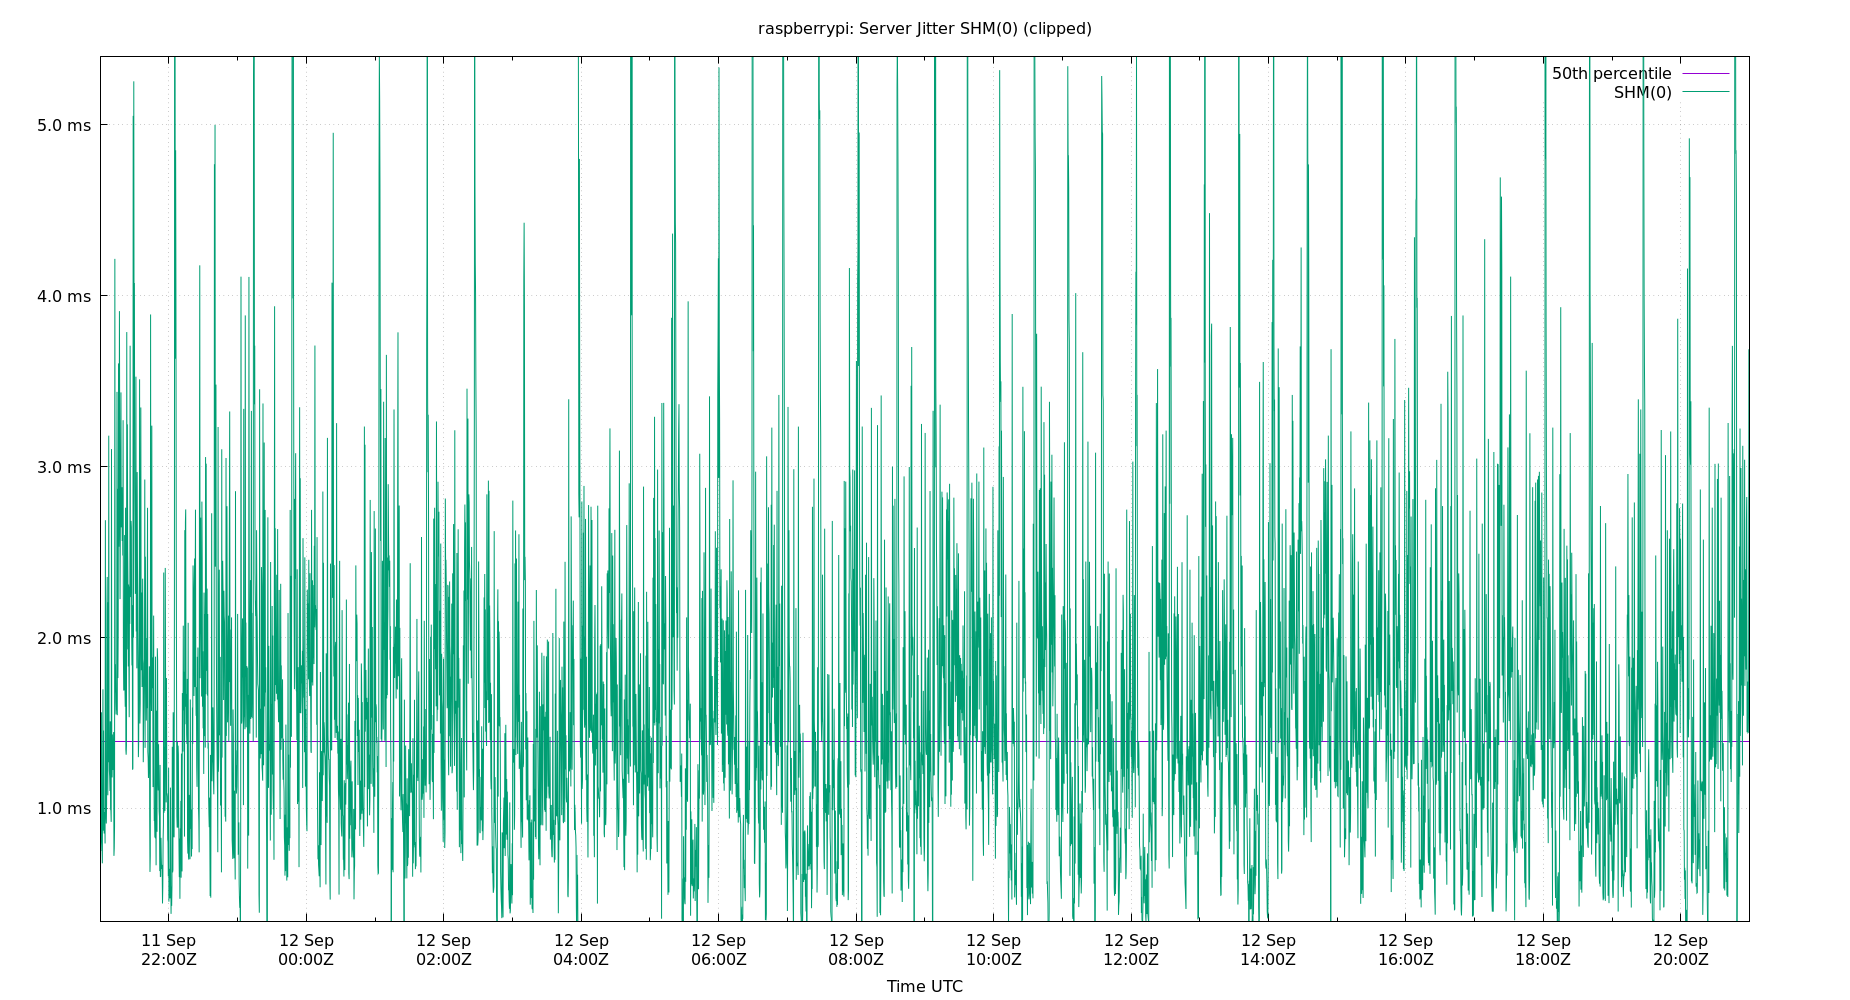 raspberrypi: Server Jitter SHM(0) (clipped)
50th percentile
SHM(0)
5.0 ms
4.0 ms
3.0 ms
2.0 ms
1.0 ms
11 Sep 12 Sep 12 Sep 12 Sep 12 Sep 12 Sep 12 Sep 12 Sep 12 Sep 12 Sep 12 Sep 12 Sep
22:00Z 00:00Z 02:00Z 04:00Z 06:00Z 08:00Z 10:00Z 12:00Z 14:00Z 16:00Z 18:00Z 20:00Z
Time UTC